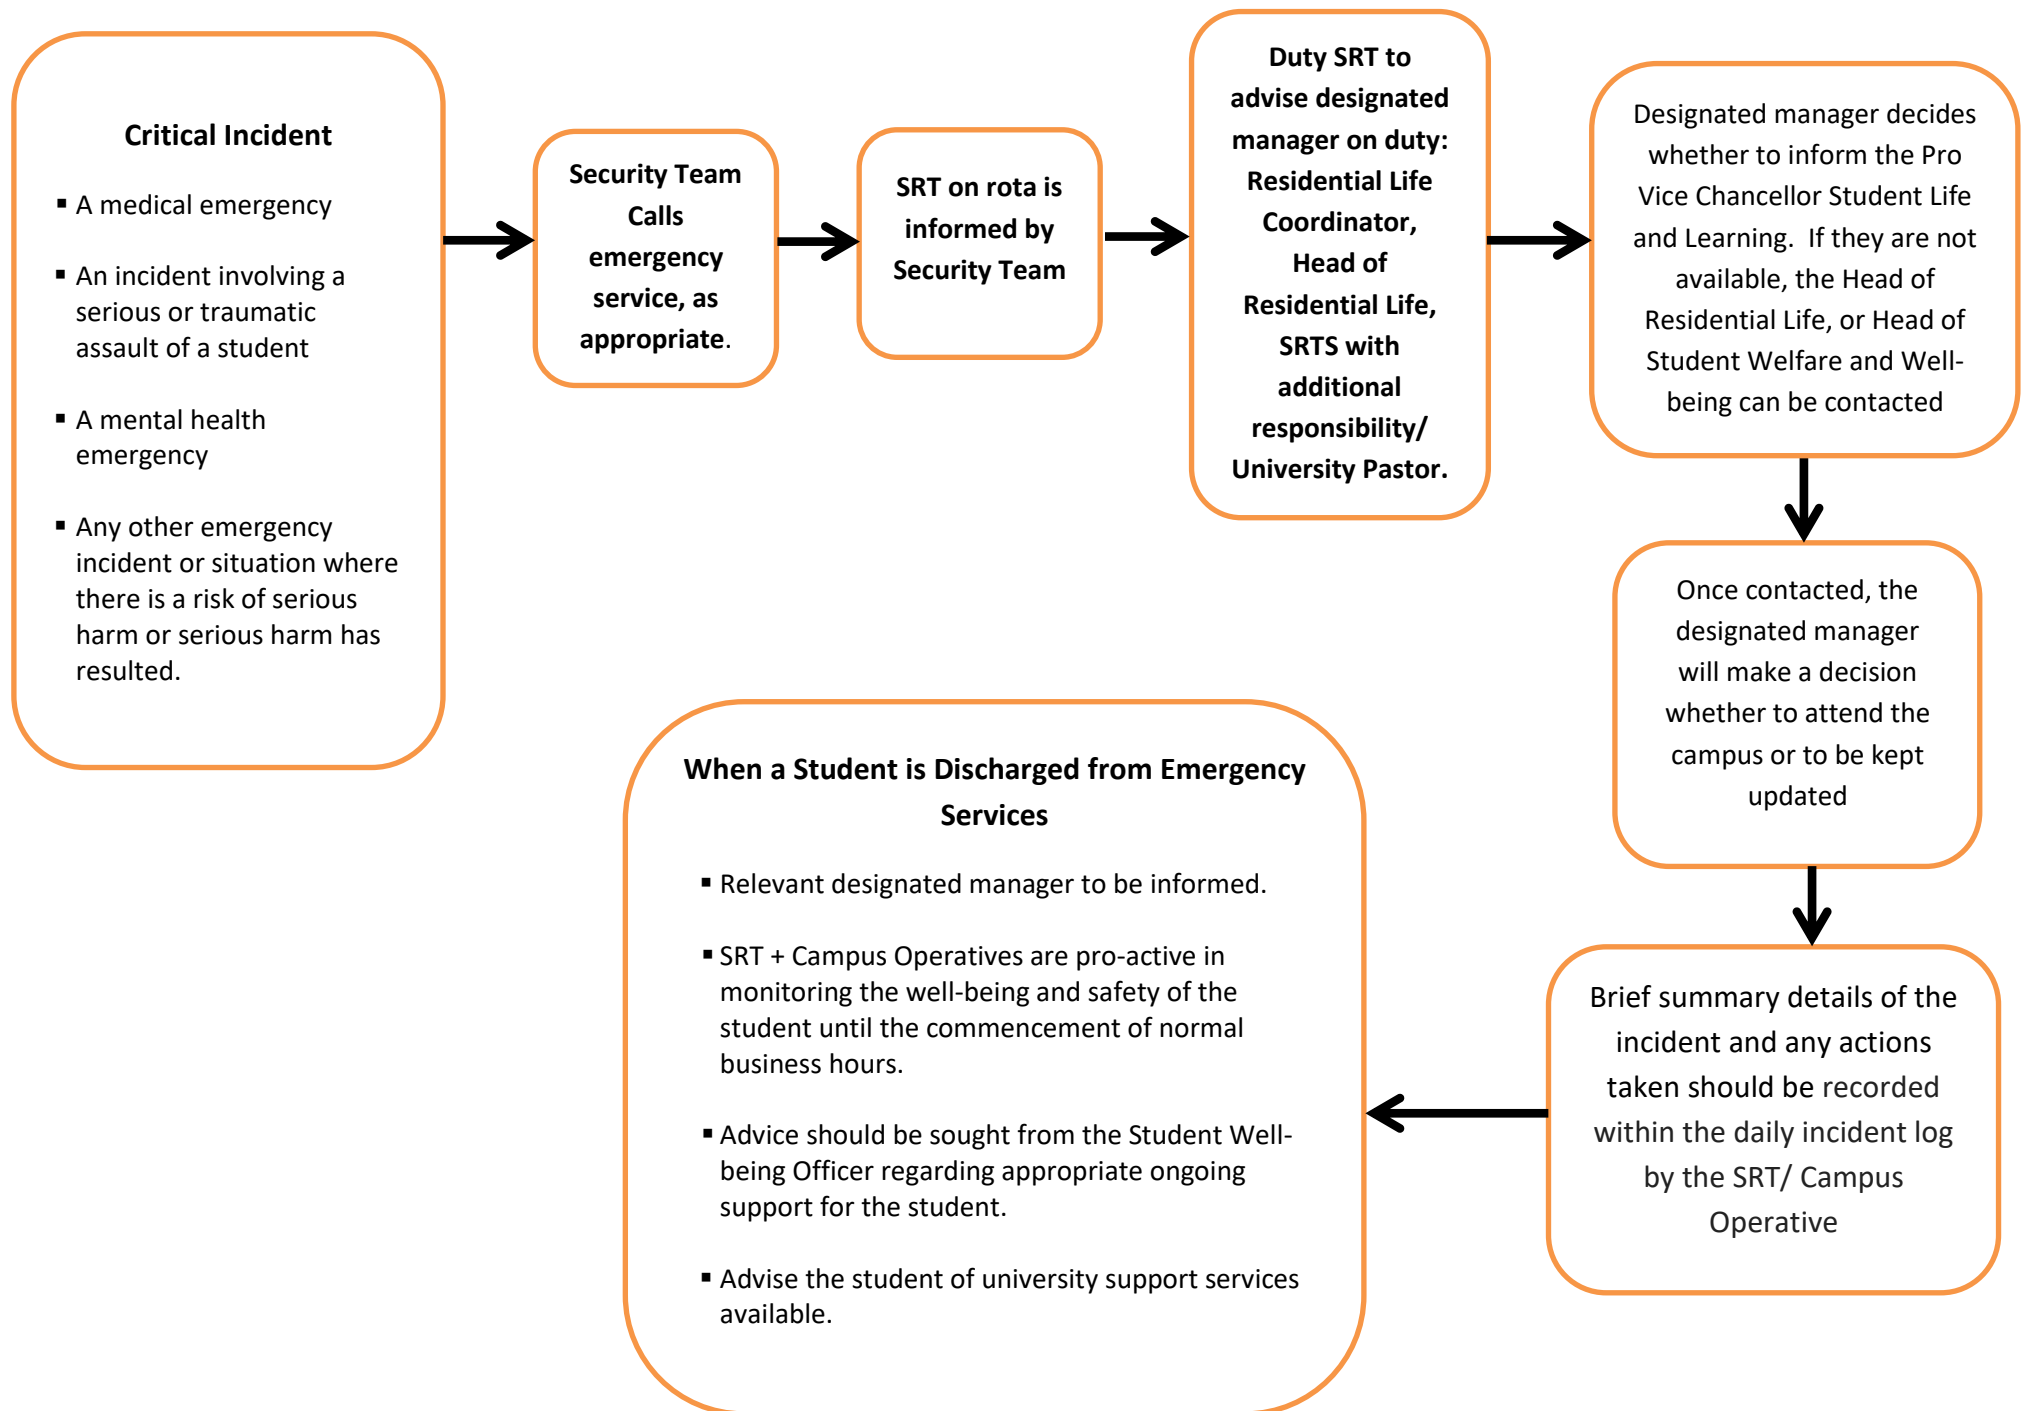 Critical Incident
▪ A medical emergency
▪ An incident involving a
serious or traumatic
assault of a student
▪ A mental health
emergency
▪ Any other emergency
incident or situation where
there is a risk of serious
harm or serious harm has
resulted.
Security Team
Calls
emergency
service, as
appropriate.
SRT on rota is
informed by
Security Team
Duty SRT to
advise designated
manager on duty:
Residential Life
Coordinator,
Head of
Residential Life,
SRTS with
additional
responsibility/
University Pastor.
Designated manager decides
whether to inform the Pro
Vice Chancellor Student Life
and Learning.  If they are not
available, the Head of
Residential Life, or Head of
Student Welfare and Well-
being can be contacted
Once contacted, the
designated manager
will make a decision
whether to attend the
campus or to be kept
updated
Brief summary details of the
incident and any actions
taken should be recorded
within the daily incident log
by the SRT/ Campus
Operative
When a Student is Discharged from Emergency
Services
▪ Relevant designated manager to be informed.
▪ SRT + Campus Operatives are pro-active in
monitoring the well-being and safety of the
student until the commencement of normal
business hours.
▪ Advice should be sought from the Student Well-
being Officer regarding appropriate ongoing
support for the student.
▪ Advise the student of university support services
available.